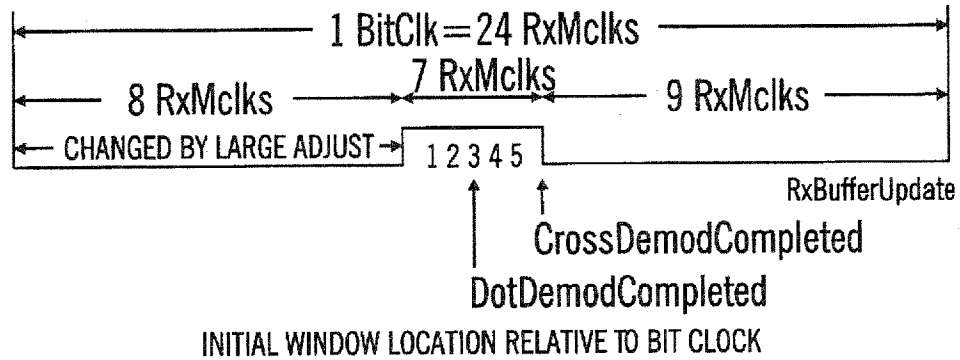 1 BitClk=24 RxMclks
7 RxMclks
8 RxMclks
9 RxMclks
CHANGED BY LARGE ADJUST
1 2 3 4 5
RxBufferUpdate
CrossDemodCompleted
DotDemodCompleted
INITIAL WINDOW LOCATION RELATIVE TO BIT CLOCK